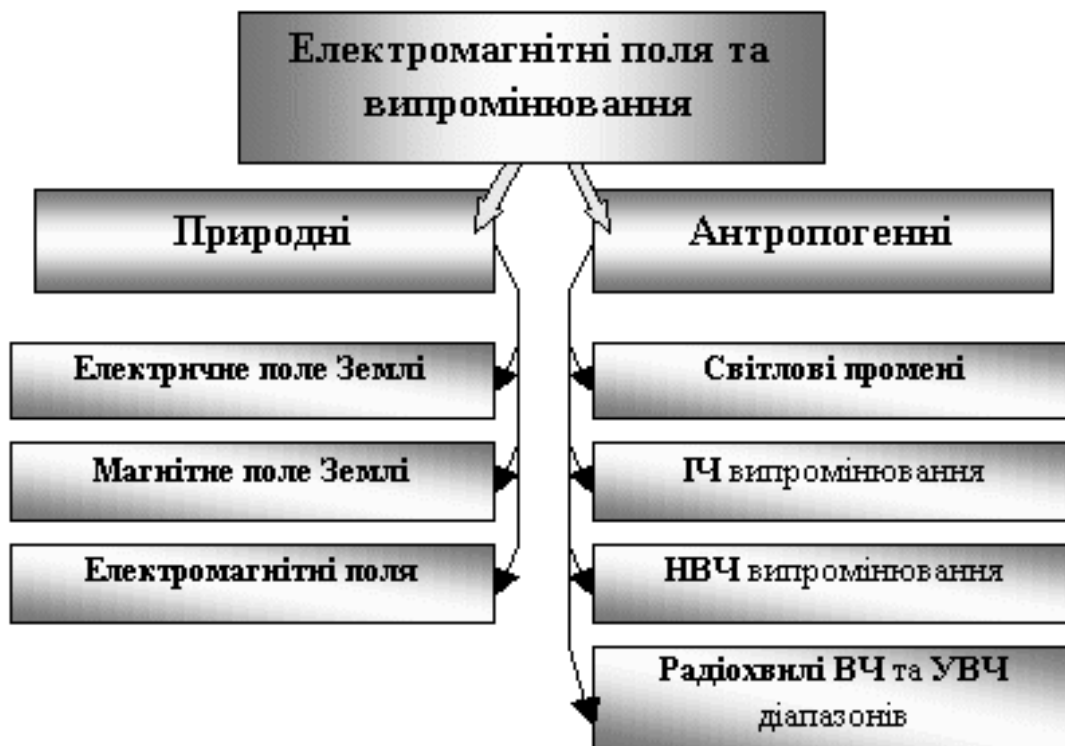 Електромагнітні поля та
випромінювання
Природні
Антропогенні
Електричне поле Землі
Магнітне поле Землі
Електромагнітні поля
Світлові промені
ІЧ випромінювання
НВЧ випромінювання
Радіохвилі ВЧ та УВЧ
діапазонів